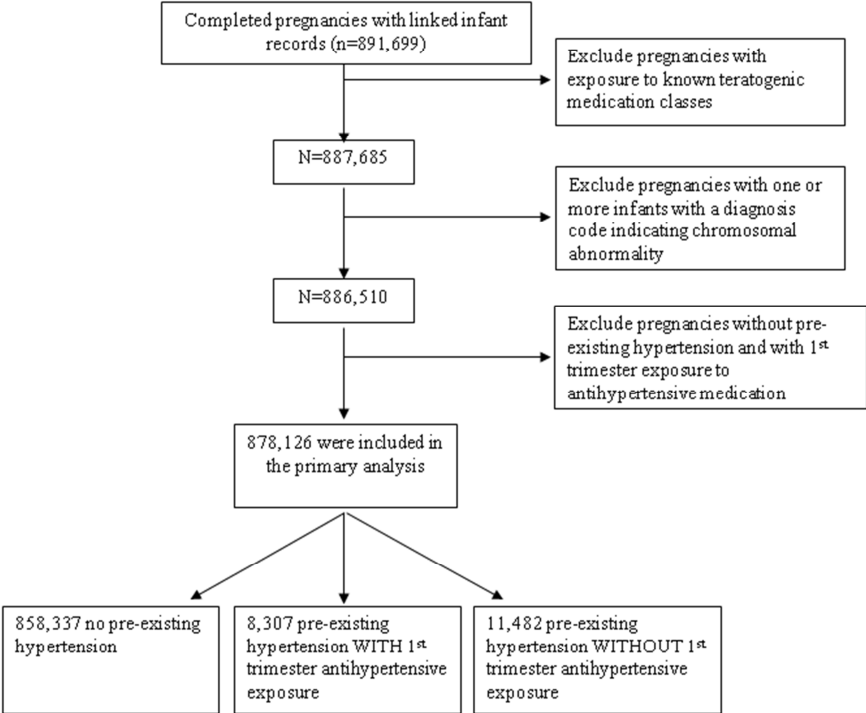 Completed pregnancies with linked infant
records (n=891,699)
Exclude pregnancies with
exposure to known teratogenic
medication classes
N=887,685
Exclude pregnancies with one or
more infants with a diagnosis
code indicating chromosomal
abnormality
N=886,510
Exclude pregnancies without pre-
existing hypertension and with 1st
trimester exposure to
antihypertensive medication
878,126 were included in
the primary analysis
858,337 no pre-existing
hypertension
8,307 pre-existing
hypertension WITH 1st
trimester antihypertensive
exposure
11,482 pre-existing
hypertension WITHOUT 1st
trimester antihypertensive
exposure